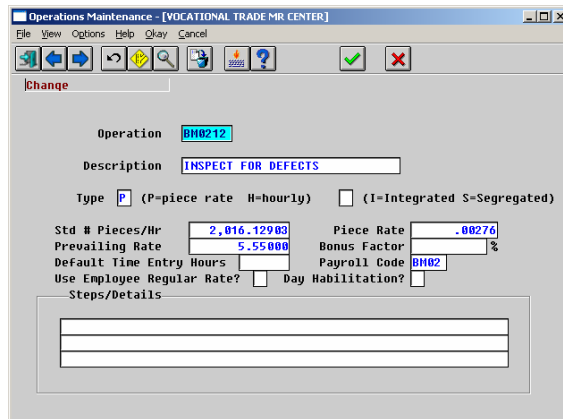 Operations Maintenance - [VOCATIONAL TRADE MR CENTER]
File View Options Help Okay Cancel
Change
Operation BM0212
Description INSPECT FOR DEFECTS
Type P (P=piece rate H=hourly) (I=Integrated S=Segregated)
Std # Pieces/Hr 2,016.12903 Piece Rate .00276
Prevailing Rate 5.55000 Bonus Factor %
Default Time Entry Hours Payroll Code BM02
Use Employee Regular Rate? Day Habilitation?
Steps/Details